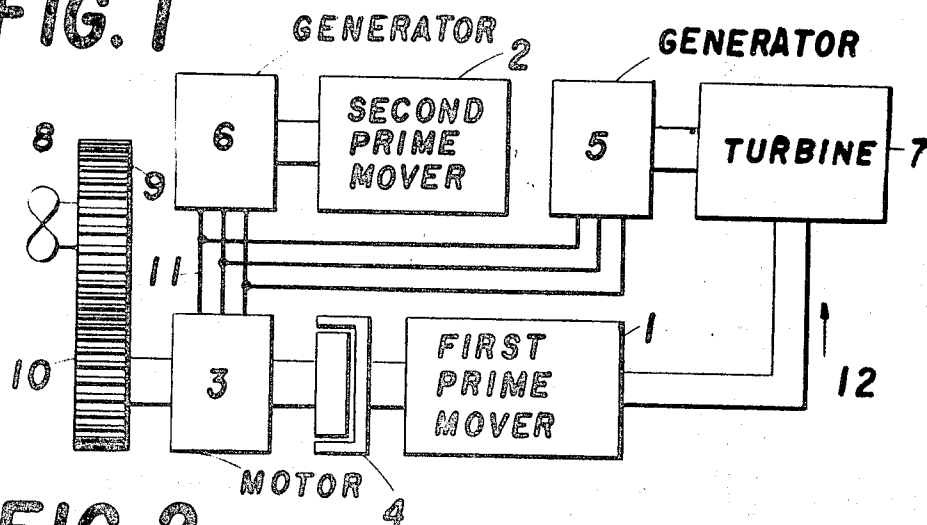 FIG. 1
GENERATOR
2
GENERATOR
8
6
SECOND
PRIME
MOVER
5
TURBINE
7
9
11
10
3
FIRST
PRIME
MOVER
1
12
MOTOR
4
FIG. 2